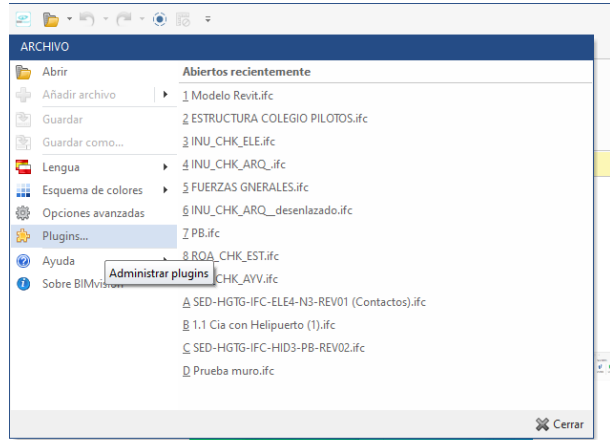 ARCHIVO
Abrir
Añadir archivo
Guardar
Guardar como...
Lengua
Esquema de colores
Opciones avanzadas
Plugins...
Ayuda
Sobre BIMvision
Administrar plugins
Abiertos recientemente
1 Modelo Revit.ifc
2 ESTRUCTURA COLEGIO PILOTOS.ifc
3 INU_CHK_ELE.ifc
4 INU_CHK_ARQ_.ifc
5 FUERZAS GNERALES.ifc
6 INU_CHK_ARQ__desenlazado.ifc
7 PB.ifc
8 ROA_CHK_EST.ifc
CHK_AYV.ifc
A SED-HGTG-IFC-ELE4-N3-REV01 (Contactos).ifc
B 1.1 Cia con Helipuerto (1).ifc
C SED-HGTG-IFC-HID3-PB-REV02.ifc
D Prueba muro.ifc
Cerrar